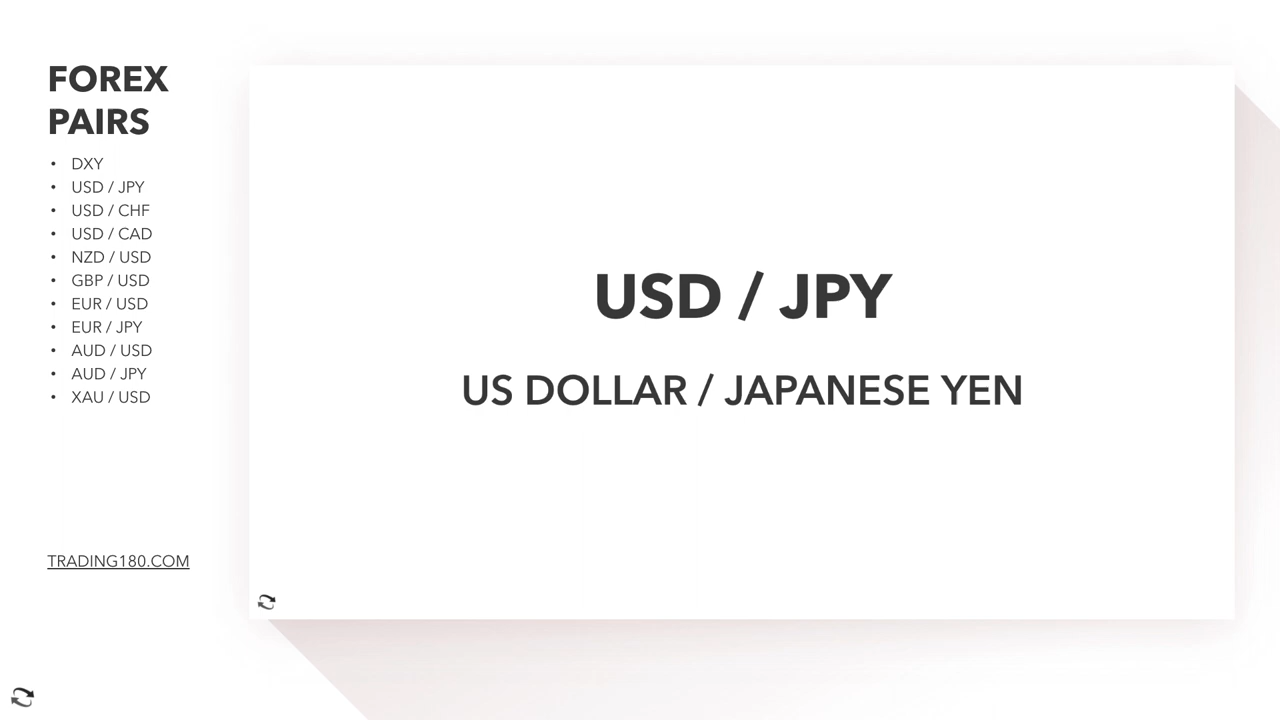 FOREX
PAIRS
• DXY
• USD / JPY
• USD / CHF
• USD / CAD
• NZD / USD
• GBP / USD
• EUR / USD
• EUR / JPY
• AUD / USD
• AUD / JPY
• XAU / USD
TRADING180.COM
USD / JPY
US DOLLAR / JAPANESE YEN